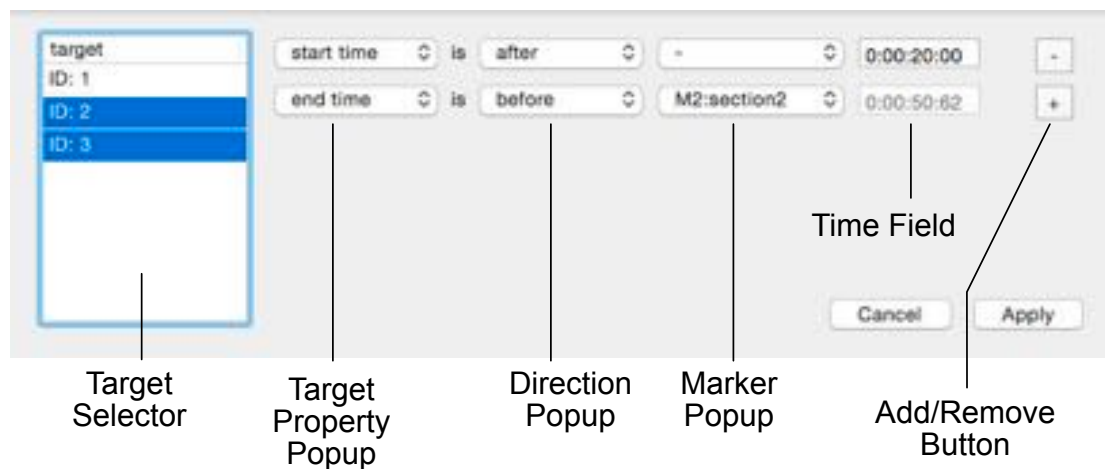 target
ID: 1
ID: 2
ID: 3
start time is after - 0:00:20:00 -
end time is before M2:section2 0:00:50:62 +
Time Field
Cancel Apply
Target
Selector
Target
Property
Popup
Direction
Popup
Marker
Popup
Add/Remove
Button